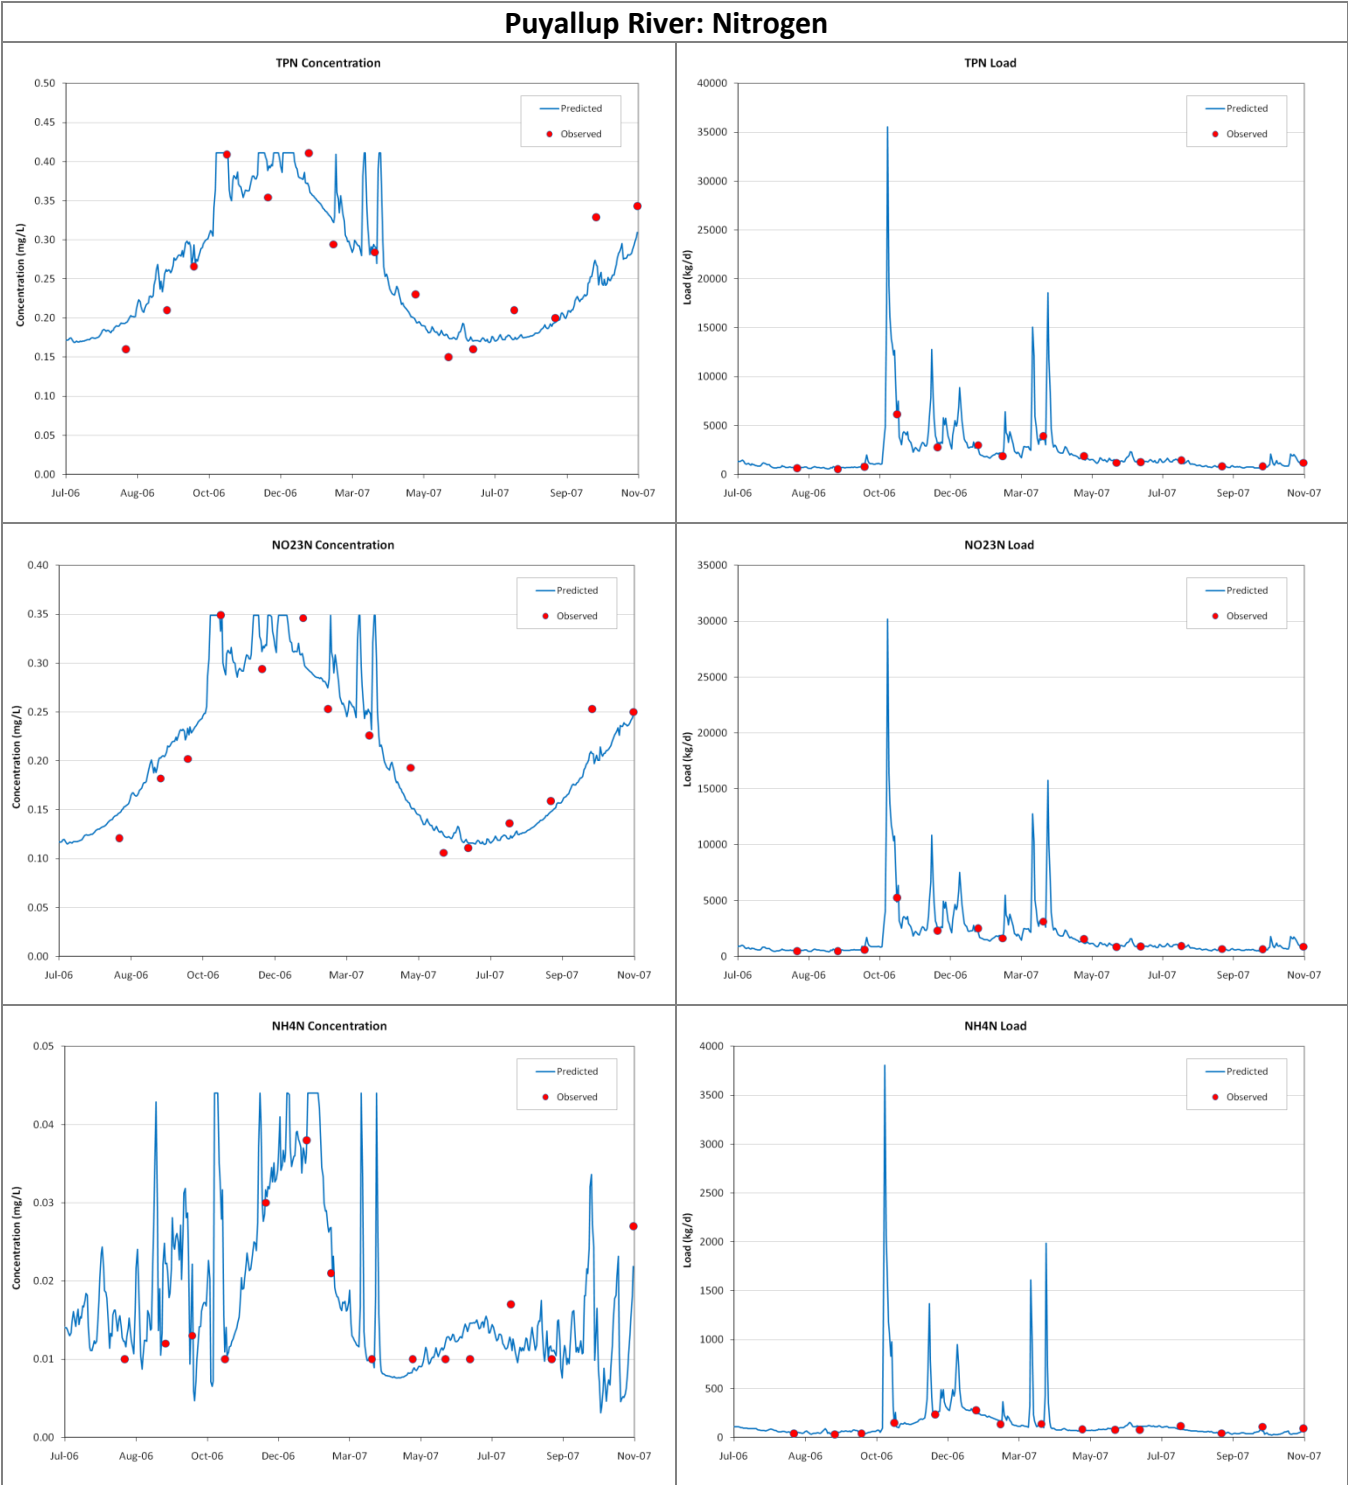 Puyallup River: Nitrogen
TPN Concentration
Concentration (mg/L)
0.50
0.45
0.40
0.35
0.30
0.25
0.20
0.15
0.10
0.05
0.00
Predicted
Observed
Jul-06 Aug-06 Oct-06 Dec-06 Mar-07 May-07 Jul-07 Sep-07 Nov-07
TPN Load
Load (kg/d)
40000
35000
30000
25000
20000
15000
10000
5000
0
Predicted
Observed
Jul-06 Aug-06 Oct-06 Dec-06 Mar-07 May-07 Jul-07 Sep-07 Nov-07
NO23N Concentration
Concentration (mg/L)
0.40
0.35
0.30
0.25
0.20
0.15
0.10
0.05
0.00
Predicted
Observed
Jul-06 Aug-06 Oct-06 Dec-06 Mar-07 May-07 Jul-07 Sep-07 Nov-07
NO23N Load
Load (kg/d)
35000
30000
25000
20000
15000
10000
5000
0
Predicted
Observed
Jul-06 Aug-06 Oct-06 Dec-06 Mar-07 May-07 Jul-07 Sep-07 Nov-07
NH4N Concentration
Concentration (mg/L)
0.05
0.04
0.03
0.02
0.01
0.00
Predicted
Observed
Jul-06 Aug-06 Oct-06 Dec-06 Mar-07 May-07 Jul-07 Sep-07 Nov-07
NH4N Load
Load (kg/d)
4000
3500
3000
2500
2000
1500
1000
500
0
Predicted
Observed
Jul-06 Aug-06 Oct-06 Dec-06 Mar-07 May-07 Jul-07 Sep-07 Nov-07